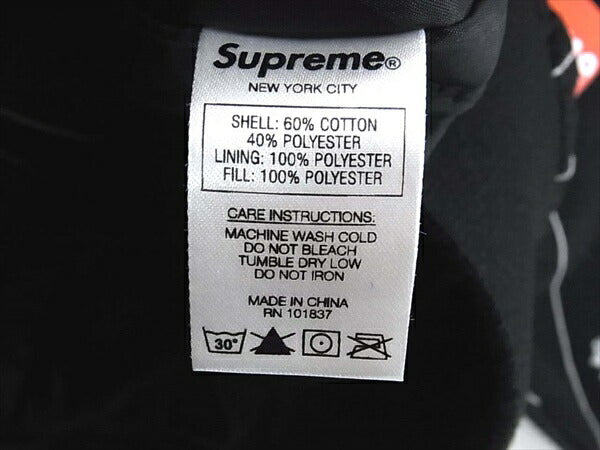 Supreme®
NEW YORK CITY
SHELL: 60% COTTON
40% POLYESTER
LINING: 100% POLYESTER
FILL: 100% POLYESTER
CARE INSTRUCTIONS:
MACHINE WASH COLD
DO NOT BLEACH
TUMBLE DRY LOW
DO NOT IRON
MADE IN CHINA
RN 101837
30°